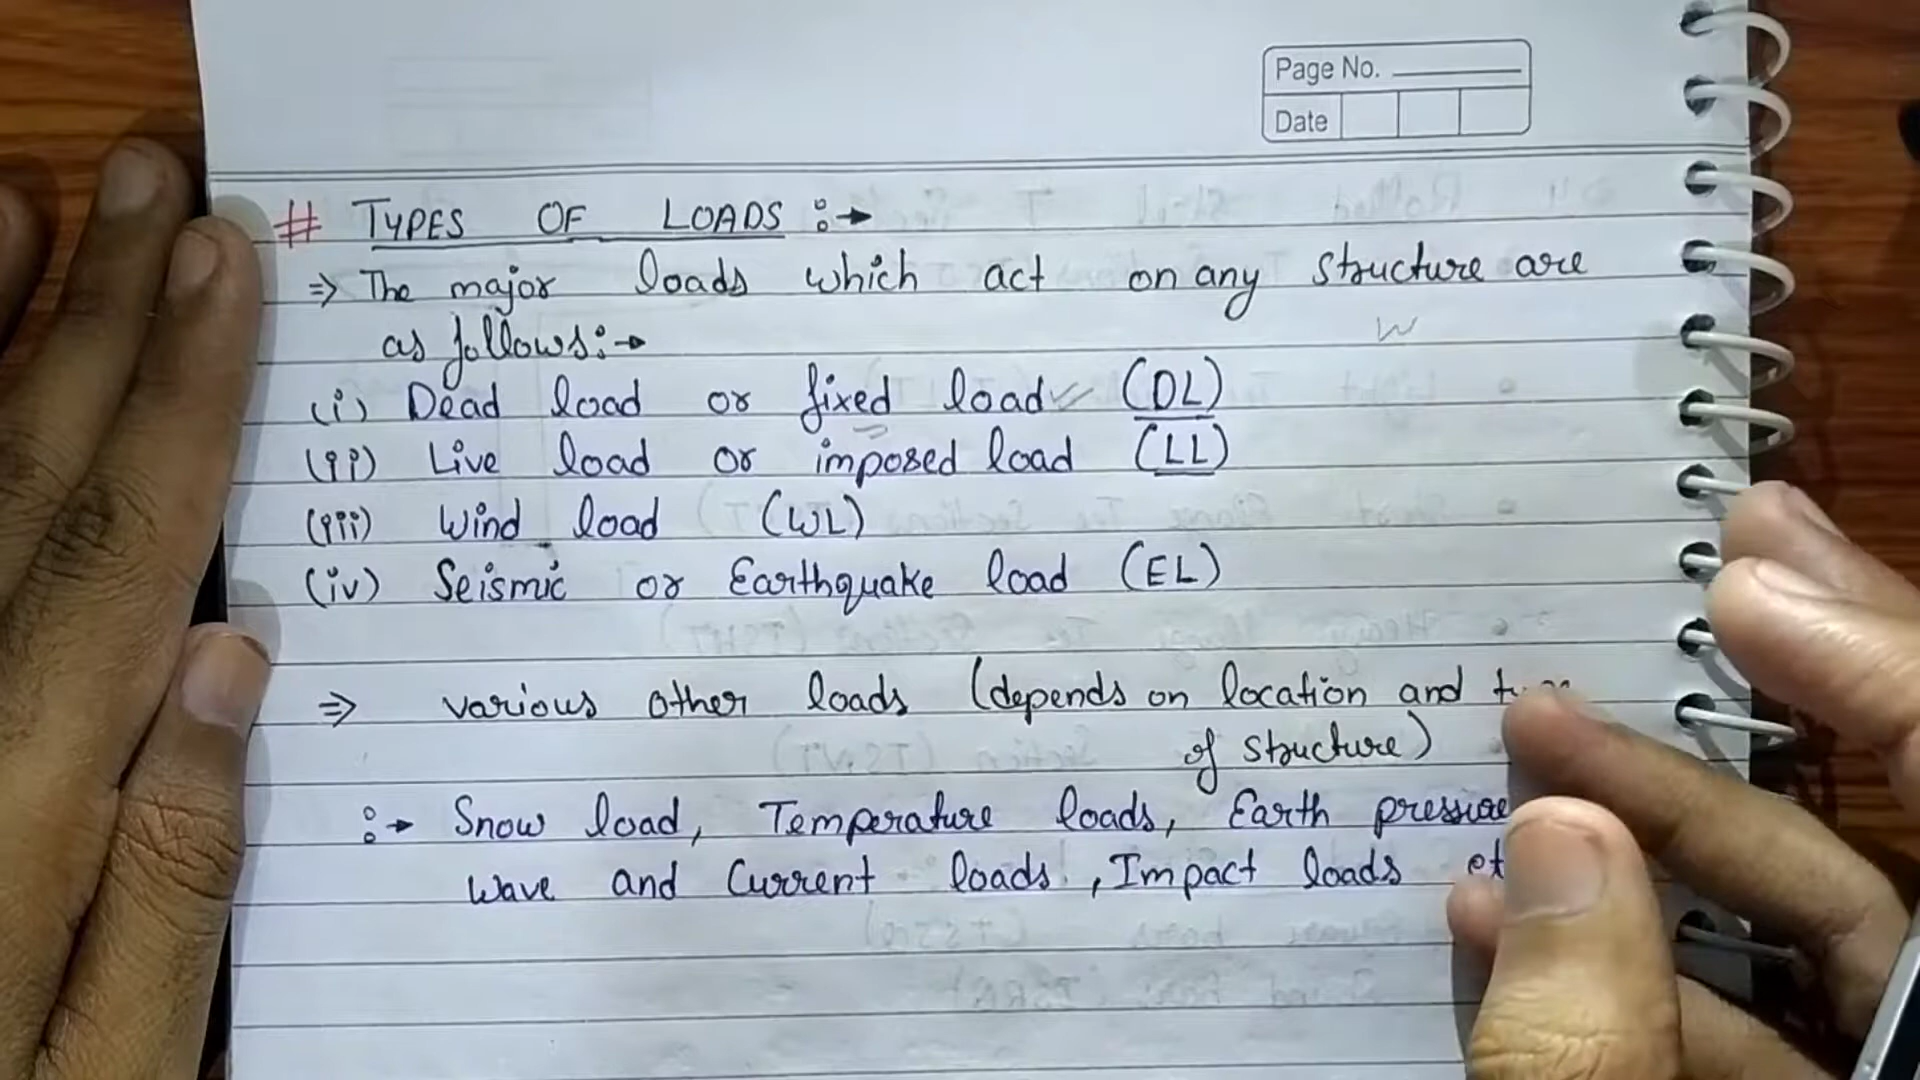 Page No.
Date
# TYPES OF LOADS :→
⇒ The major loads which act on any structure are
as follows:→
W
(i) Dead load or fixed load ✓ (DL)
(ii) Live load or imposed load (LL)
(iii) Wind load (WL)
(iv) Seismic or Earthquake load (EL)
⇒ various other loads (depends on location and
of structure)
:→ Snow load, Temperature loads, Earth pressure
Wave and Current loads, Impact loads